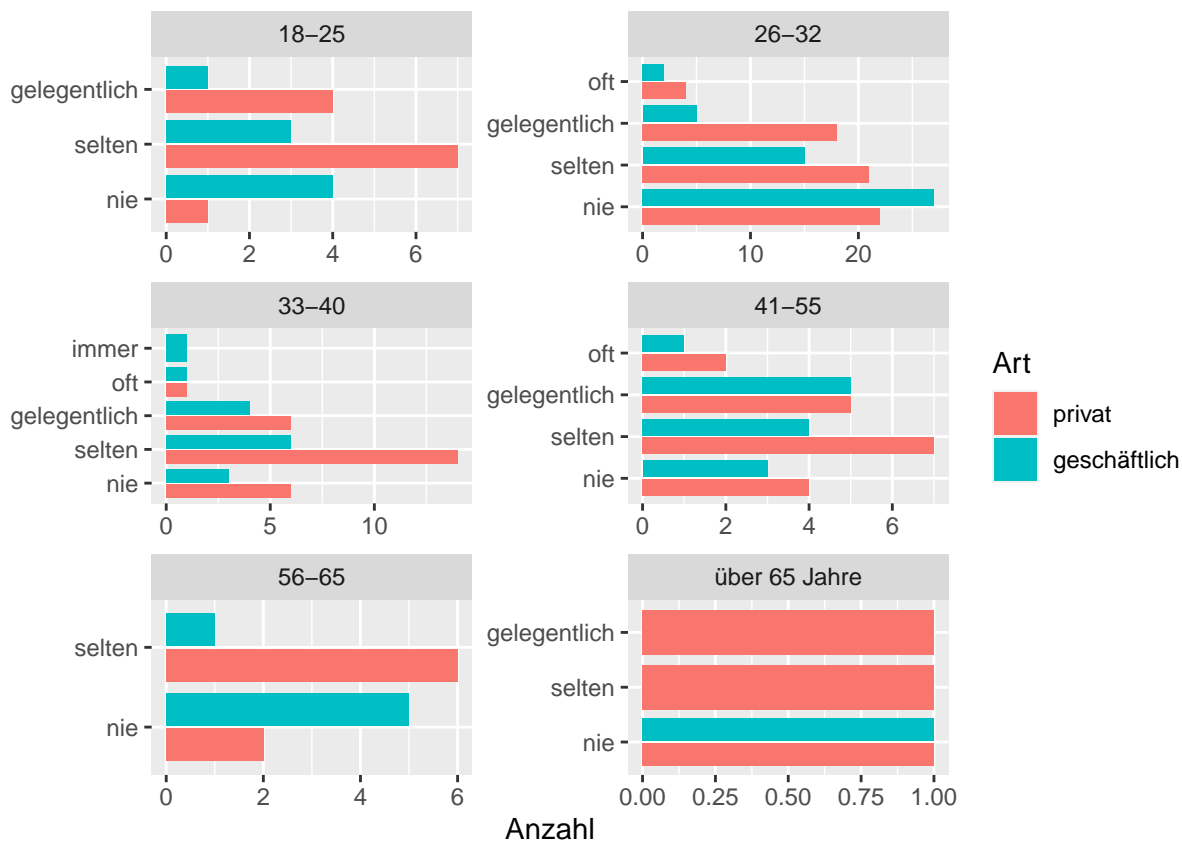 18−25
gelegentlich
selten
nie
0 2 4 6
26−32
oft
gelegentlich
selten
nie
0 10 20
33−40
immer
oft
gelegentlich
selten
nie
0 5 10
41−55
oft
gelegentlich
selten
nie
0 2 4 6
56−65
selten
nie
0 2 4 6
über 65 Jahre
gelegentlich
selten
nie
0.00 0.25 0.50 0.75 1.00
Anzahl
Art
privat
geschäftlich